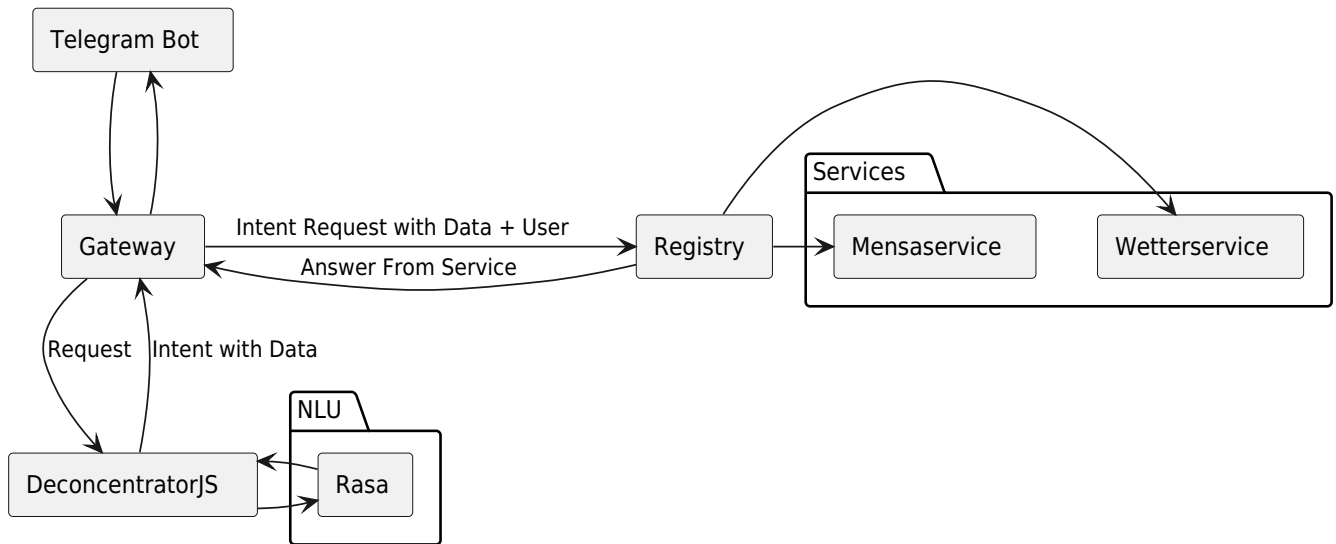 Telegram Bot
Services
Gateway
Intent Request with Data + User
Answer From Service
Registry
Mensaservice
Wetterservice
Request
Intent with Data
NLU
DeconcentratorJS
Rasa